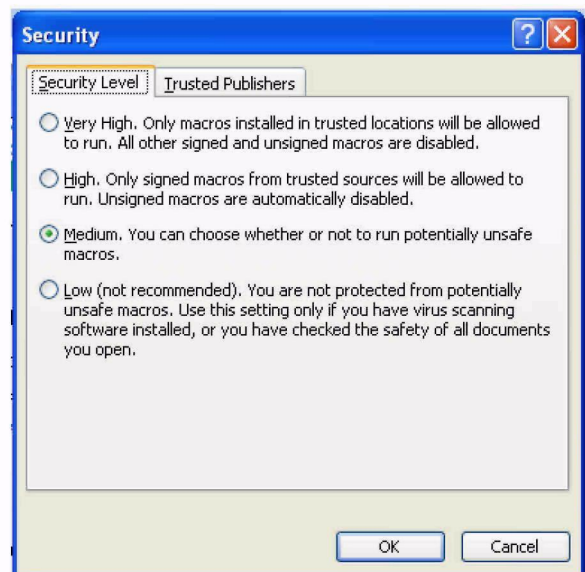 Security
Security Level
Trusted Publishers
Very High. Only macros installed in trusted locations will be allowed
to run. All other signed and unsigned macros are disabled.
High. Only signed macros from trusted sources will be allowed to
run. Unsigned macros are automatically disabled.
Medium. You can choose whether or not to run potentially unsafe
macros.
Low (not recommended). You are not protected from potentially
unsafe macros. Use this setting only if you have virus scanning
software installed, or you have checked the safety of all documents
you open.
OK
Cancel